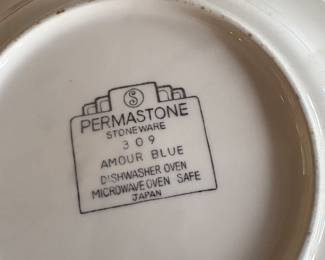 S
PERMASTONE
STONEWARE
309
AMOUR BLUE
DISHWASHER OVEN
MICROWAVE OVEN SAFE
JAPAN